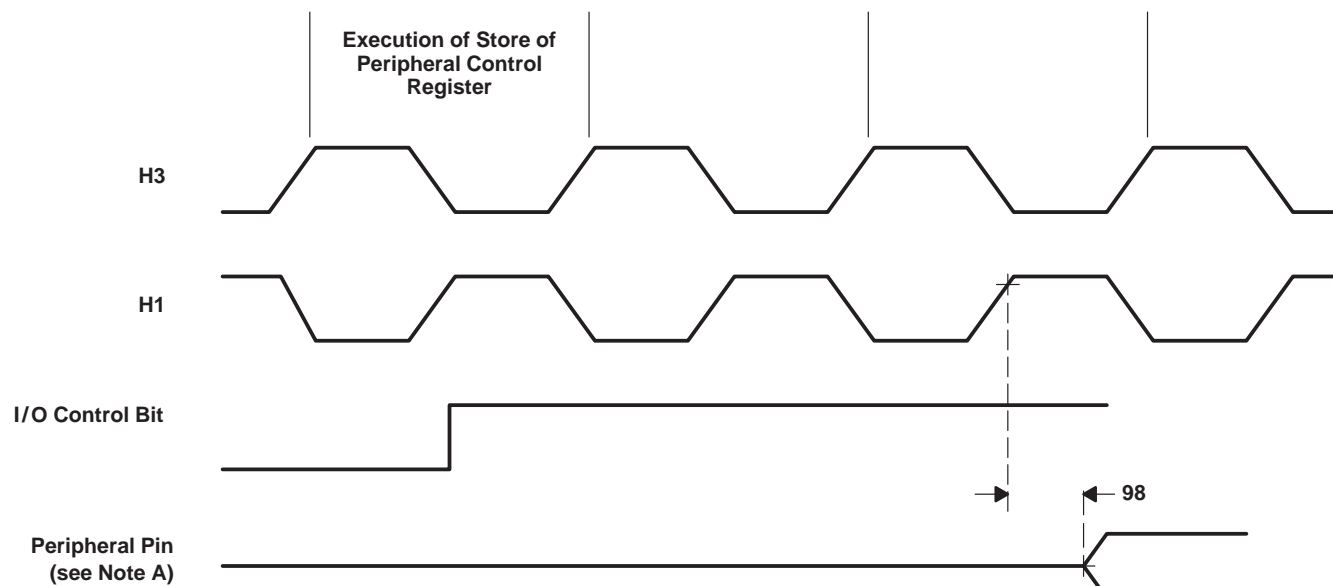 Execution of Store of
Peripheral Control
Register
H3
H1
I/O Control Bit
98
Peripheral Pin
(see Note A)